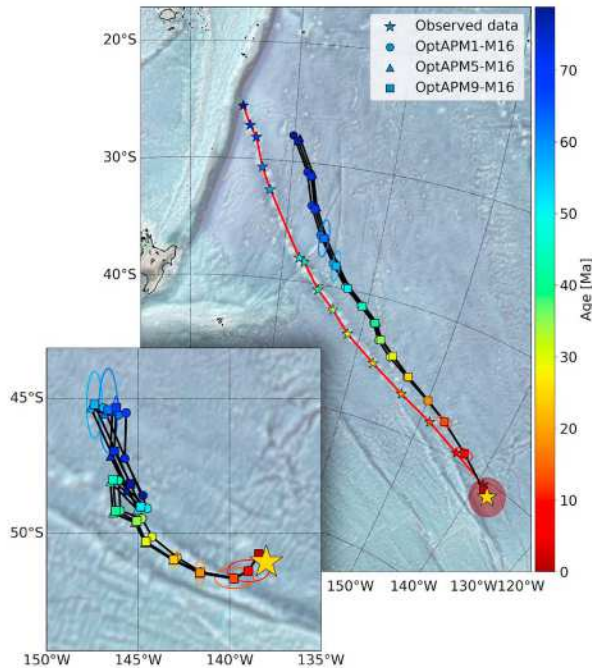 20°S
30°S
40°S
Observed data
OptAPM1-M16
OptAPM5-M16
OptAPM9-M16
70
60
50
40
30
20
10
0
Age [Ma]
150°W
140°W
130°W
120°W
45°S
50°S
150°W
145°W
140°W
135°W